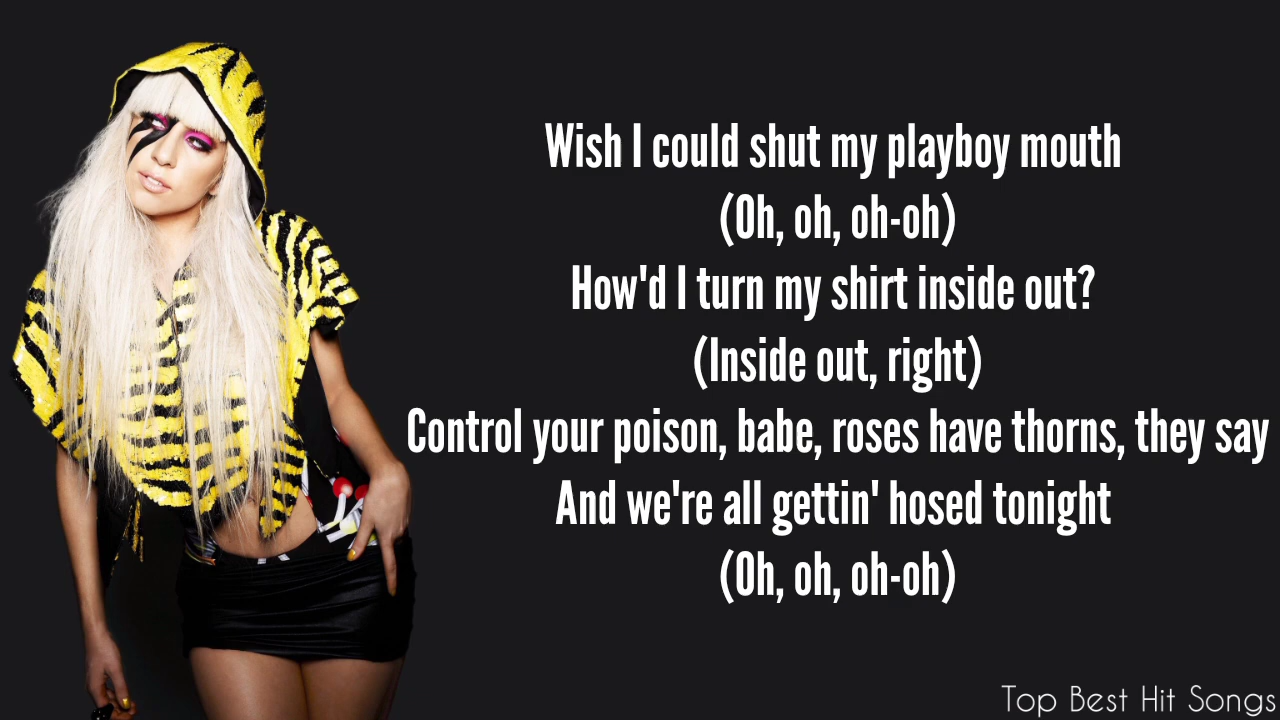 Wish I could shut my playboy mouth
(Oh, oh, oh-oh)
How'd I turn my shirt inside out?
(Inside out, right)
Control your poison, babe, roses have thorns, they say
And we're all gettin' hosed tonight
(Oh, oh, oh-oh)
Top Best Hit Songs